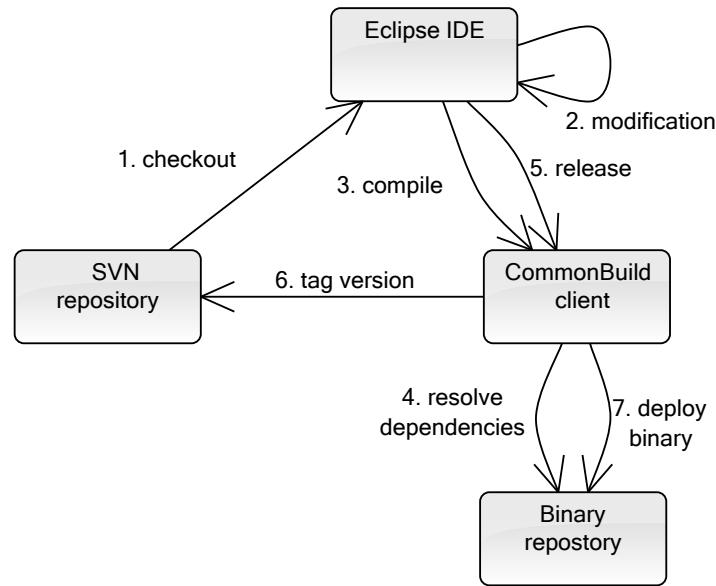 Eclipse IDE
2. modification
1. checkout
3. compile
5. release
SVN
repository
6. tag version
CommonBuild
client
4. resolve
dependencies
7. deploy
binary
Binary
repostory